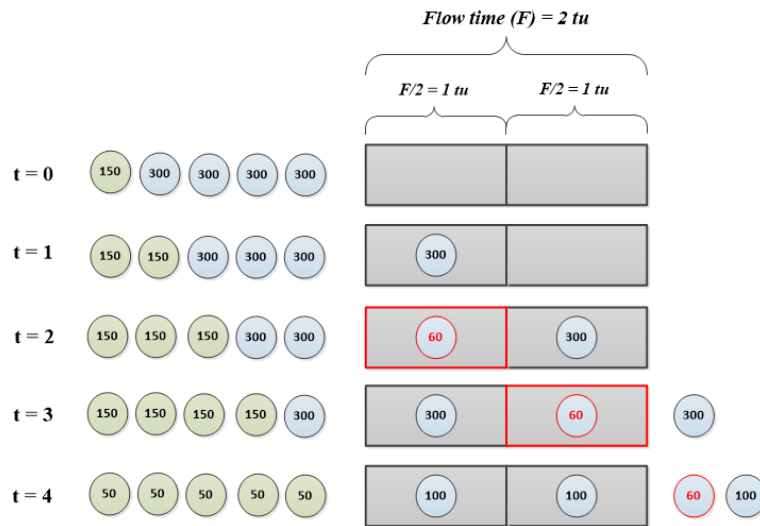 Flow time (F) = 2 tu
F/2 = 1 tu F/2 = 1 tu
t = 0 150 300 300 300 300
t = 1 150 150 300 300 300 300
t = 2 150 150 150 300 300 60 300
t = 3 150 150 150 150 300 300 60 300
t = 4 50 50 50 50 50 100 100 60 100